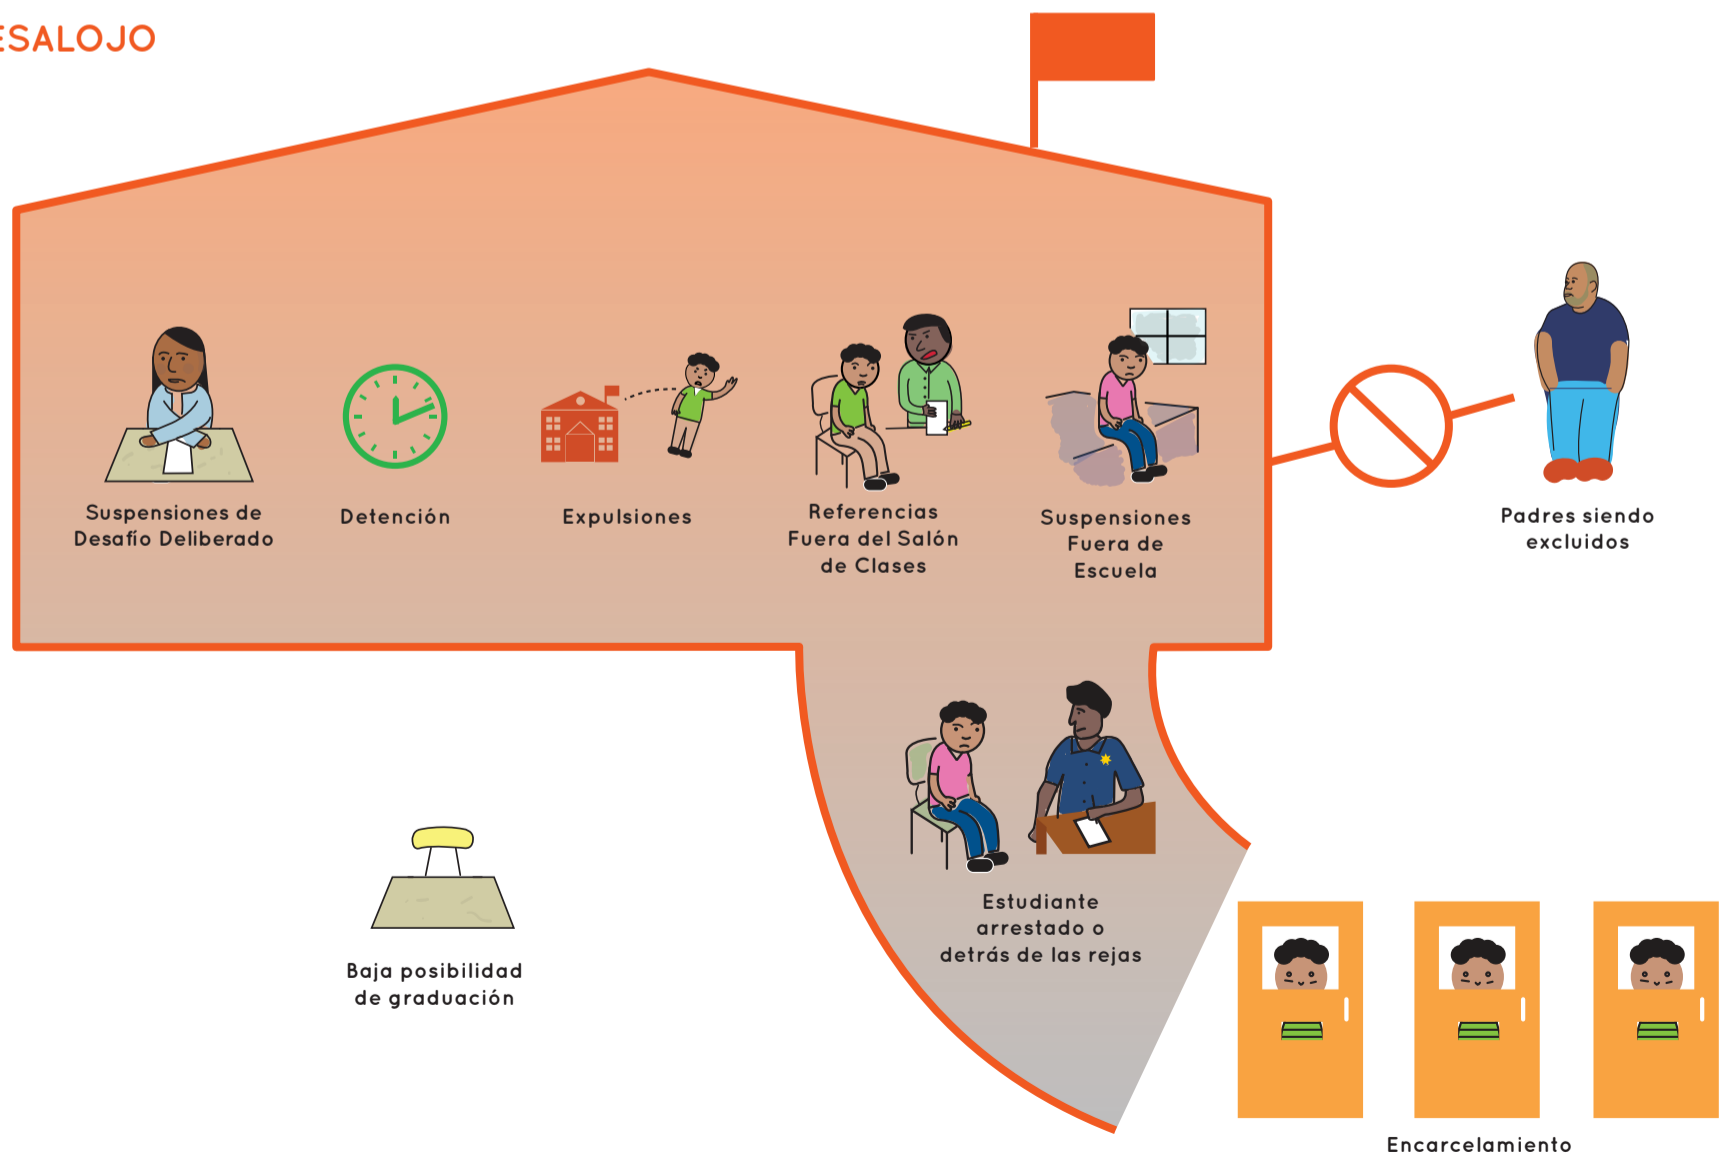 ESALOJO
Suspensiones de
Desafío Deliberado
Detención
Expulsiones
Referencias
Fuera del Salón
de Clases
Suspensiones
Fuera de
Escuela
Padres siendo
excluidos
Estudiante
arrestado o
detrás de las rejas
Baja posibilidad
de graduación
Encarcelamiento